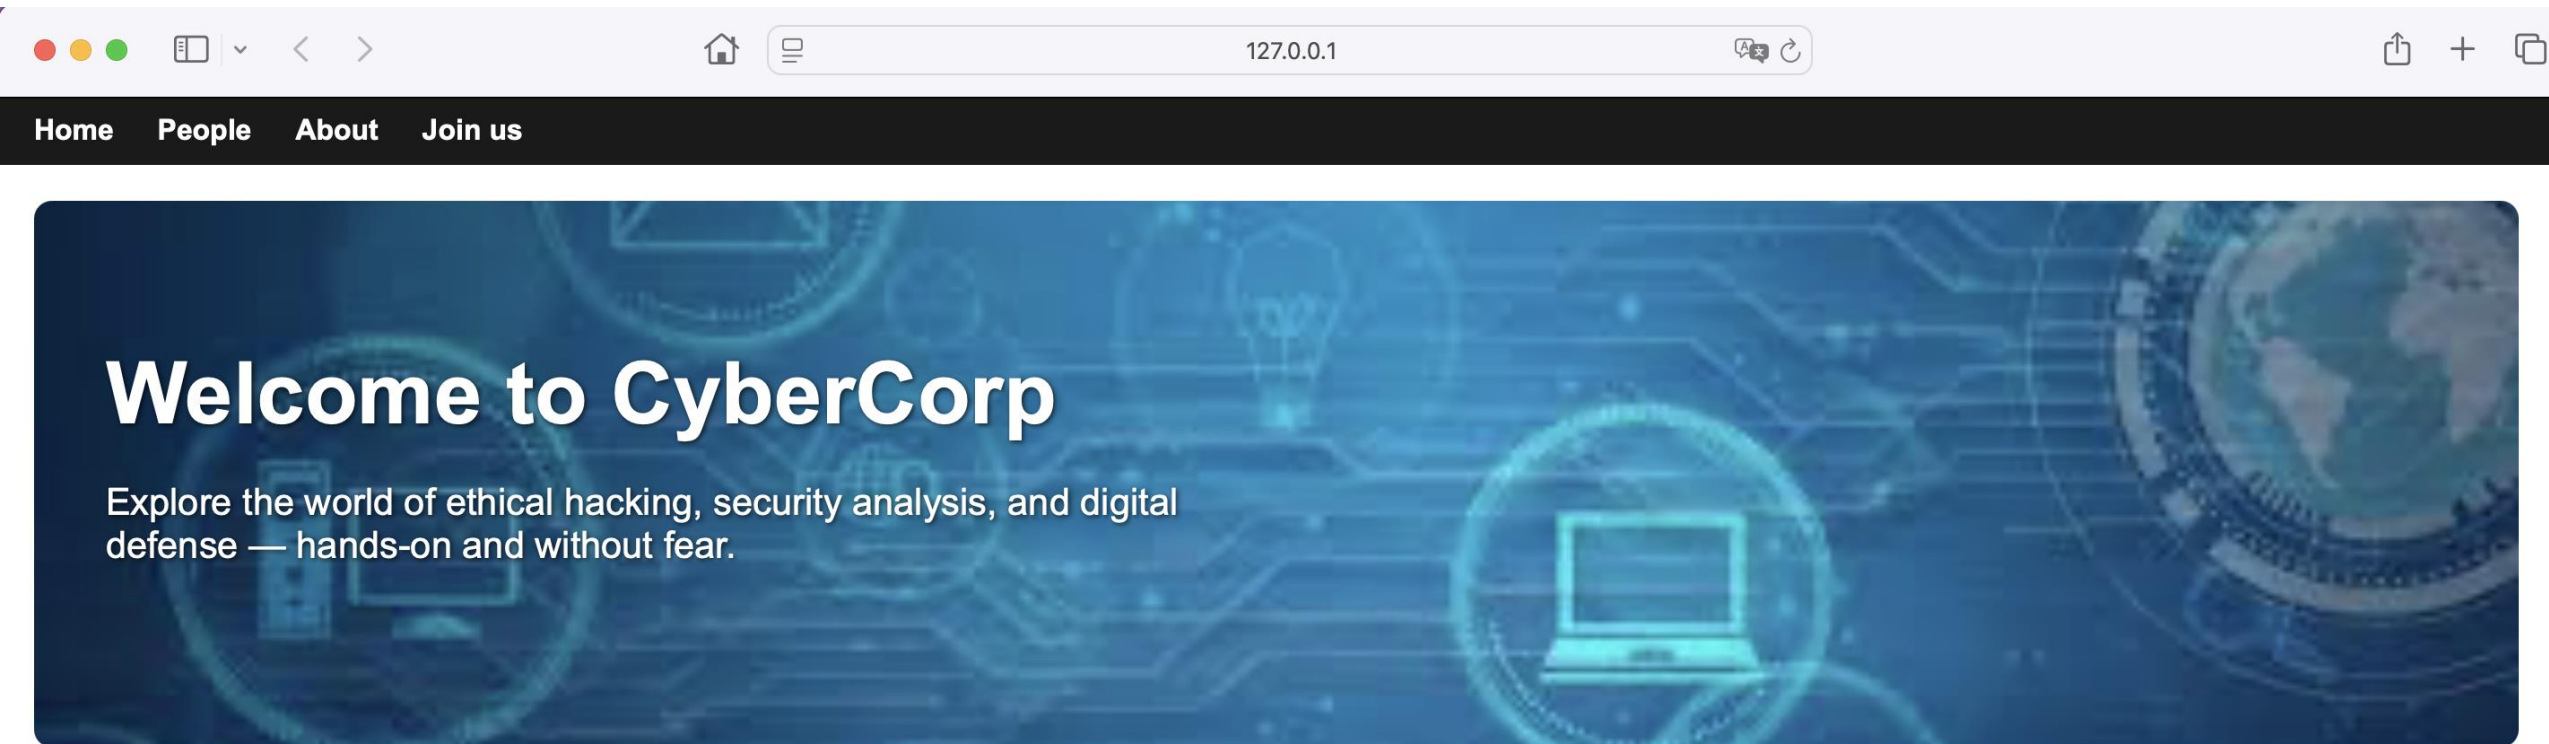 127.0.0.1
Home People About Join us
Welcome to CyberCorp
Explore the world of ethical hacking, security analysis, and digital
defense — hands-on and without fear.